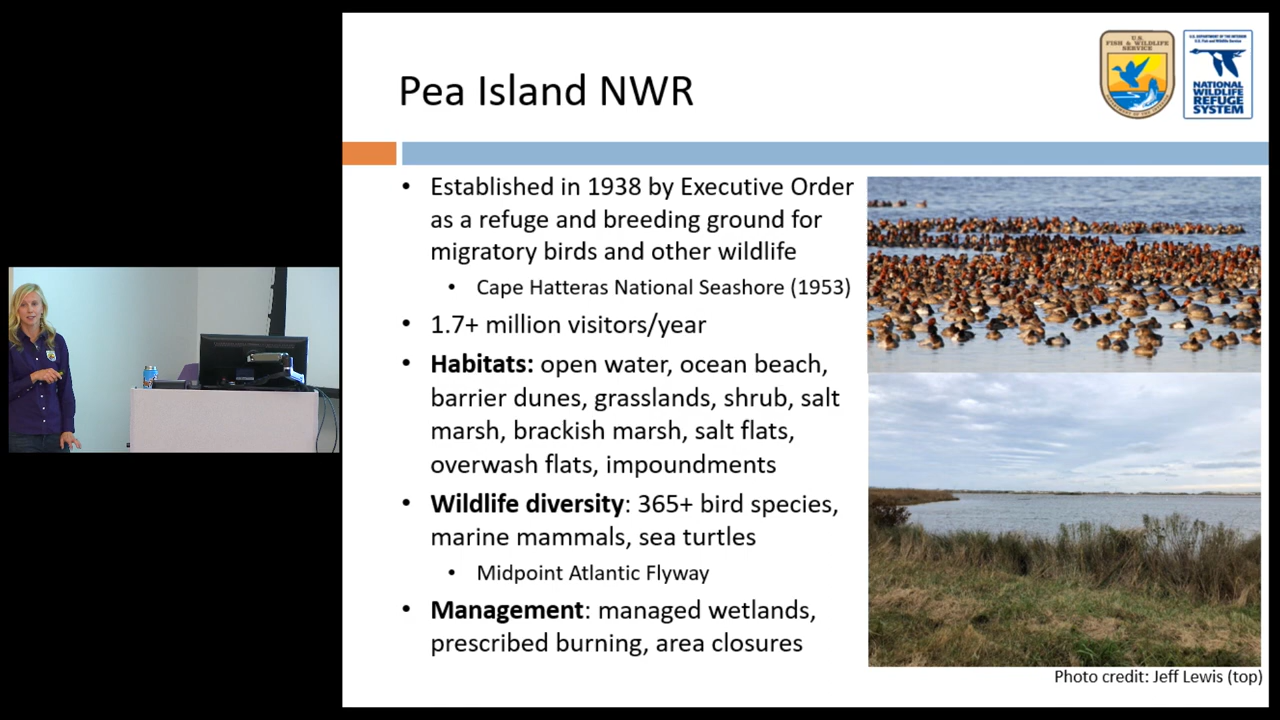 Pea Island NWR
U.S.
FISH & WILDLIFE
SERVICE
U.S. DEPARTMENT OF THE INTERIOR
U.S. Fish and Wildlife Service
NATIONAL
WILDLIFE
REFUGE
SYSTEM
• Established in 1938 by Executive Order
as a refuge and breeding ground for
migratory birds and other wildlife
• Cape Hatteras National Seashore (1953)
• 1.7+ million visitors/year
• Habitats: open water, ocean beach,
barrier dunes, grasslands, shrub, salt
marsh, brackish marsh, salt flats,
overwash flats, impoundments
• Wildlife diversity: 365+ bird species,
marine mammals, sea turtles
• Midpoint Atlantic Flyway
• Management: managed wetlands,
prescribed burning, area closures
Photo credit: Jeff Lewis (top)